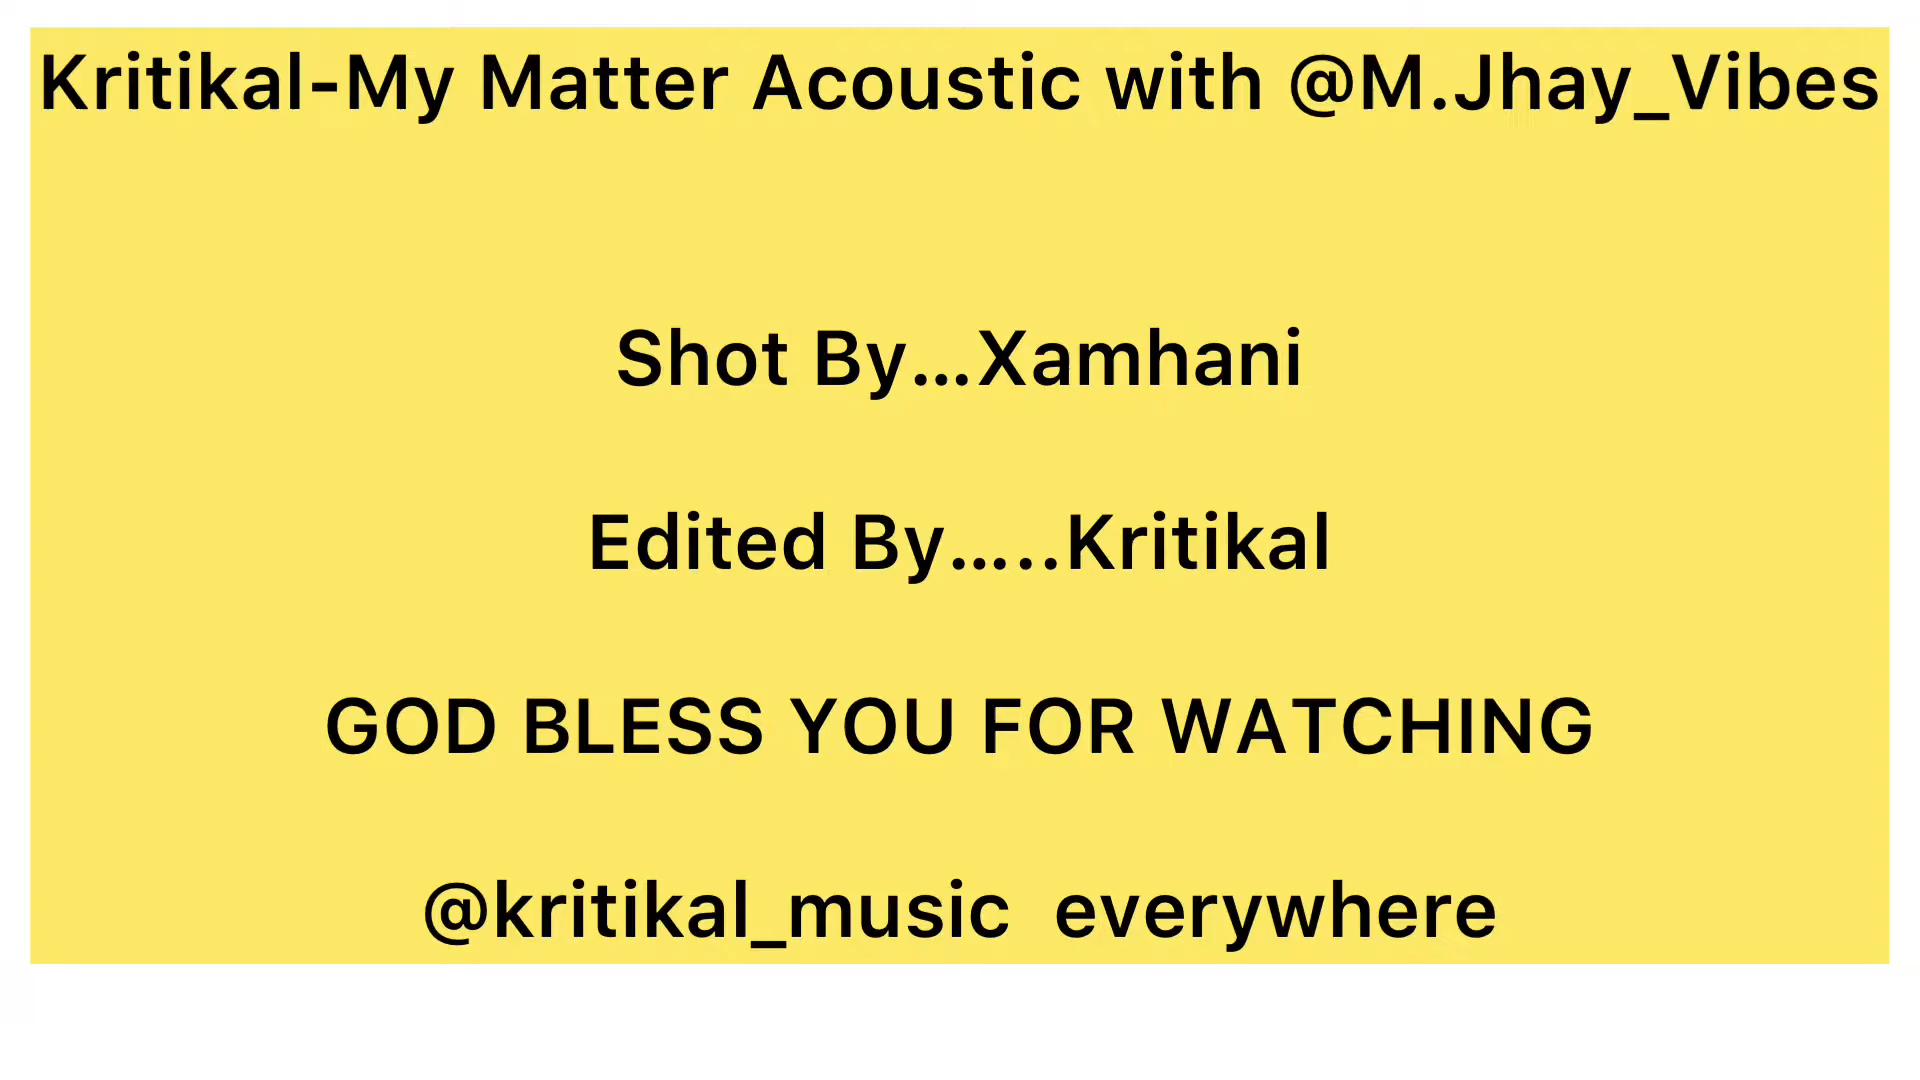 Kritikal-My Matter Acoustic with @M.Jhay_Vibes
Shot By...Xamhani
Edited By.....Kritikal
GOD BLESS YOU FOR WATCHING
@kritikal_music  everywhere